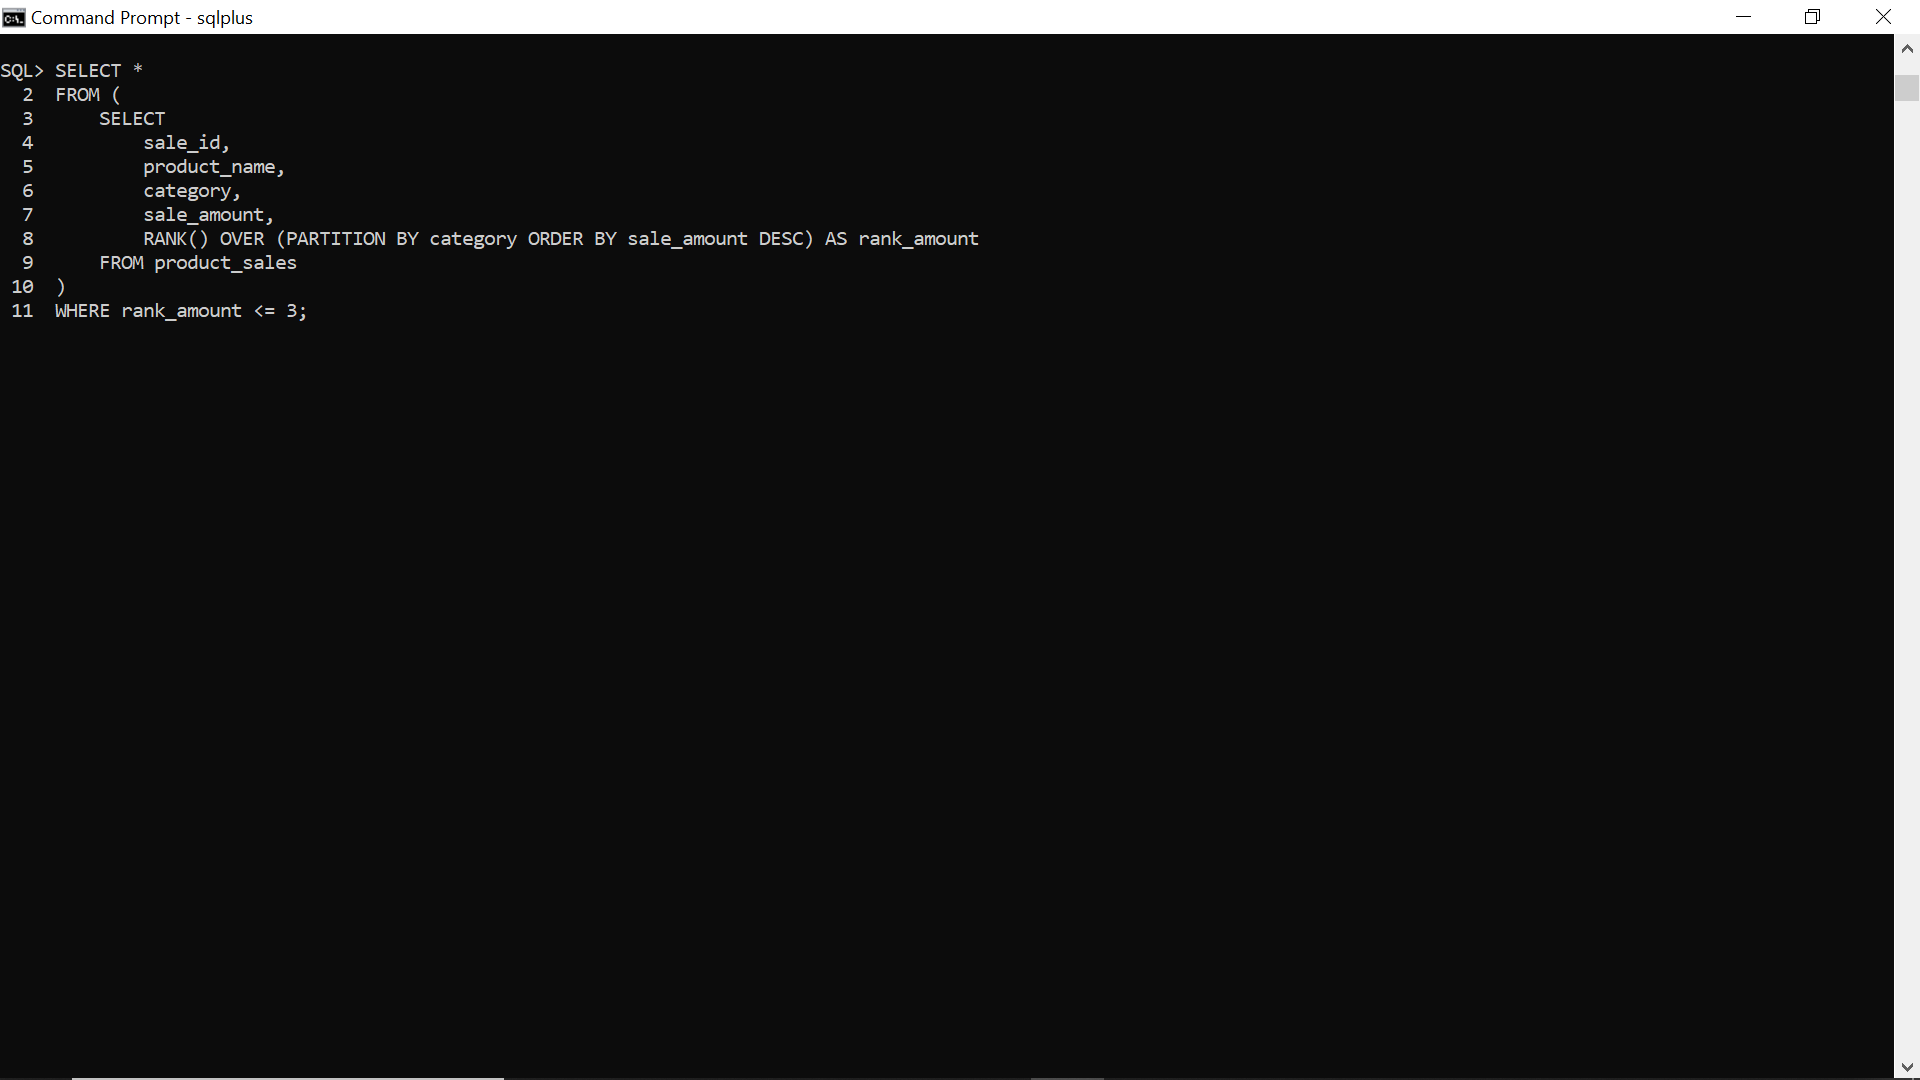 Command Prompt - sqlplus
SQL> SELECT *
  2  FROM (
  3      SELECT
  4          sale_id,
  5          product_name,
  6          category,
  7          sale_amount,
  8          RANK() OVER (PARTITION BY category ORDER BY sale_amount DESC) AS rank_amount
  9      FROM product_sales
 10  )
 11  WHERE rank_amount <= 3;